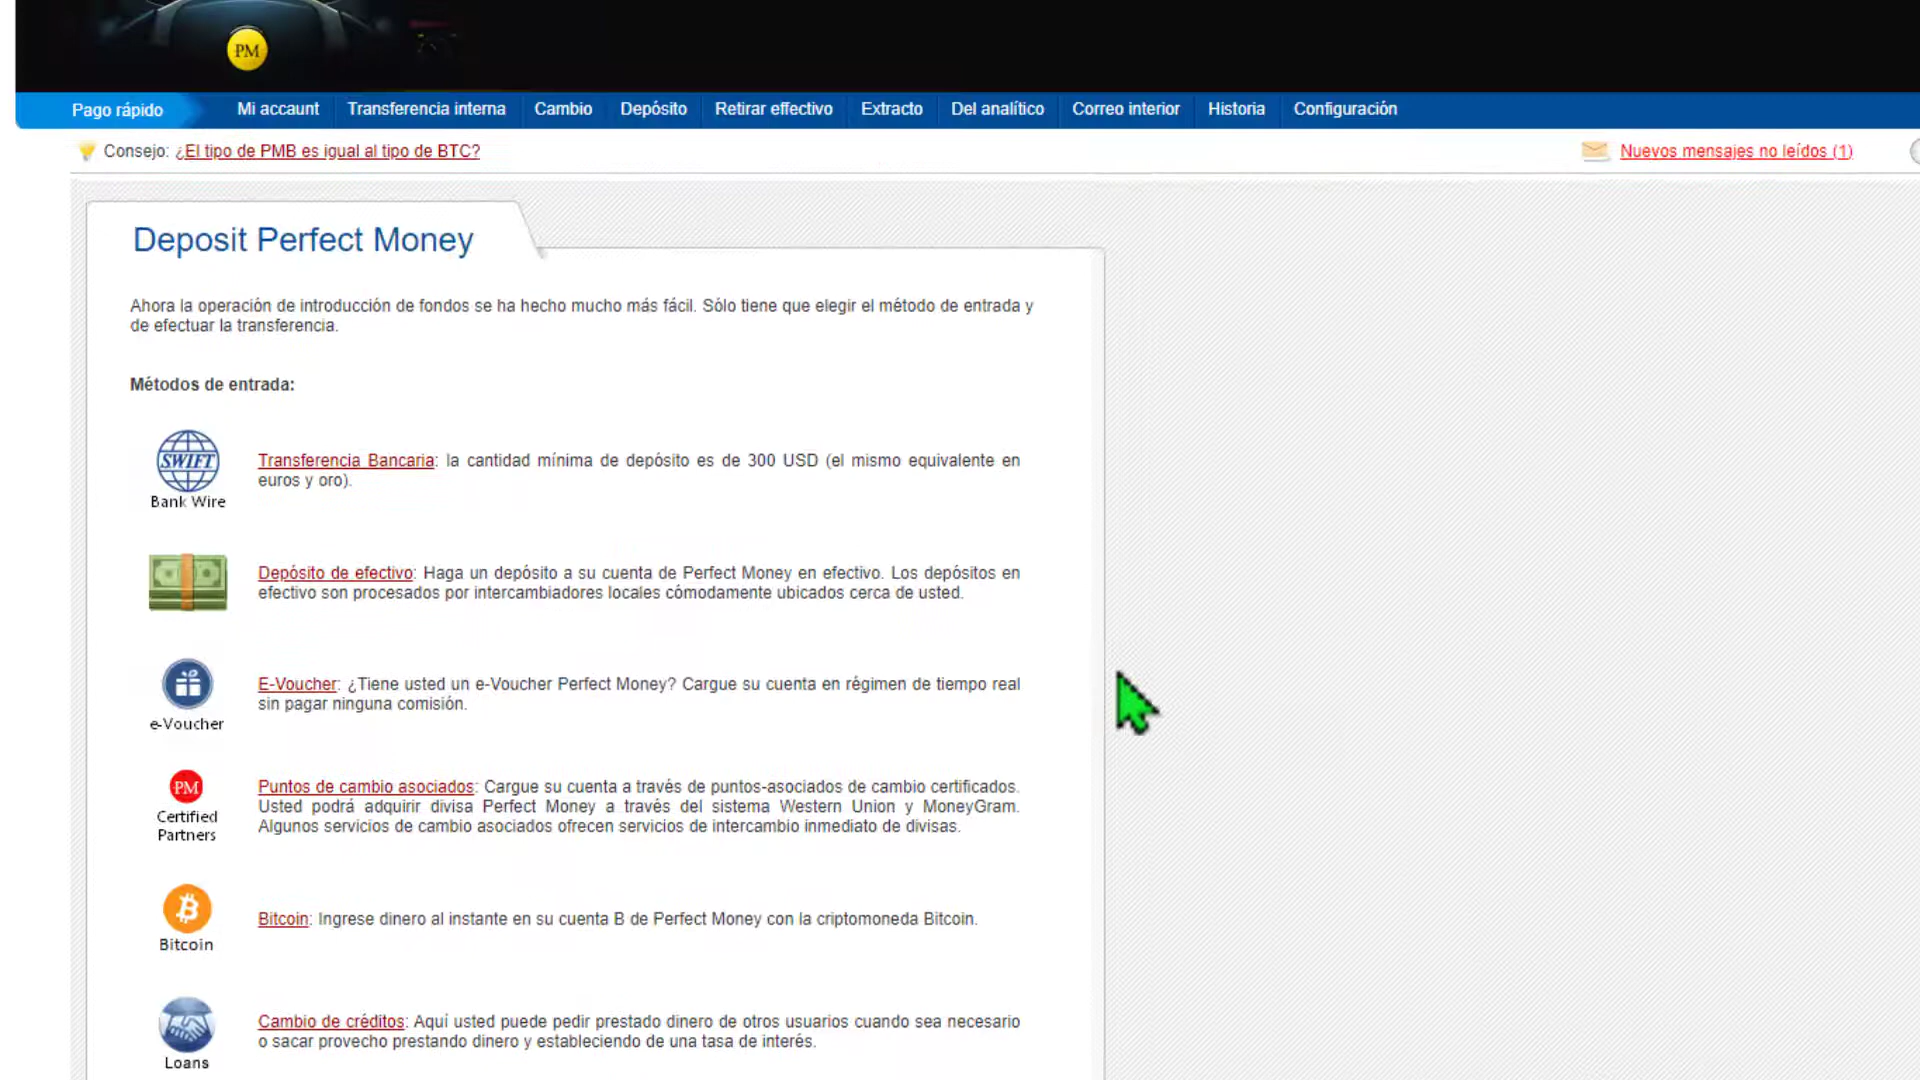 PM
Pago rápido
Mi accaunt
Transferencia interna
Cambio
Depósito
Retirar effectivo
Extracto
Del analítico
Correo interior
Historia
Configuración
Consejo: ¿El tipo de PMB es igual al tipo de BTC?
Nuevos mensajes no leídos (1)
Deposit Perfect Money
Ahora la operación de introducción de fondos se ha hecho mucho más fácil. Sólo tiene que elegir el método de entrada y
de efectuar la transferencia.
Métodos de entrada:
SWIFT
Bank Wire
Transferencia Bancaria: la cantidad mínima de depósito es de 300 USD (el mismo equivalente en
euros y oro).
Depósito de efectivo: Haga un depósito a su cuenta de Perfect Money en efectivo. Los depósitos en
efectivo son procesados por intercambiadores locales cómodamente ubicados cerca de usted.
e-Voucher
E-Voucher: ¿Tiene usted un e-Voucher Perfect Money? Cargue su cuenta en régimen de tiempo real
sin pagar ninguna comisión.
PM
Certified
Partners
Puntos de cambio asociados: Cargue su cuenta a través de puntos-asociados de cambio certificados.
Usted podrá adquirir divisa Perfect Money a través del sistema Western Union y MoneyGram.
Algunos servicios de cambio asociados ofrecen servicios de intercambio inmediato de divisas.
Bitcoin
Bitcoin: Ingrese dinero al instante en su cuenta B de Perfect Money con la criptomoneda Bitcoin.
Loans
Cambio de créditos: Aquí usted puede pedir prestado dinero de otros usuarios cuando sea necesario
o sacar provecho prestando dinero y estableciendo de una tasa de interés.